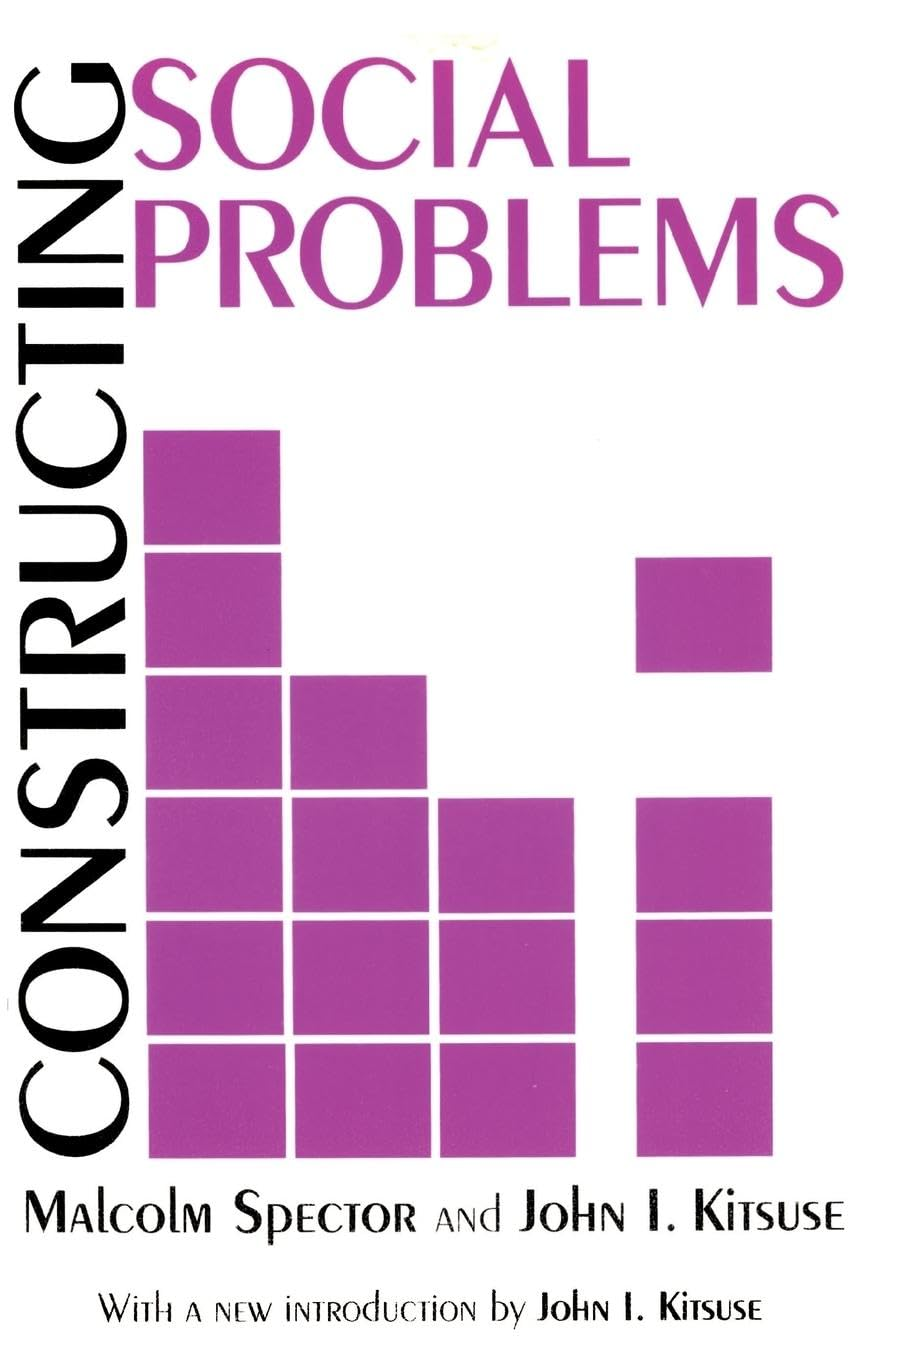 CONSTRUCTING
SOCIAL
PROBLEMS
Malcolm Spector and John I. Kitsuse
With a new introduction by John I. Kitsuse